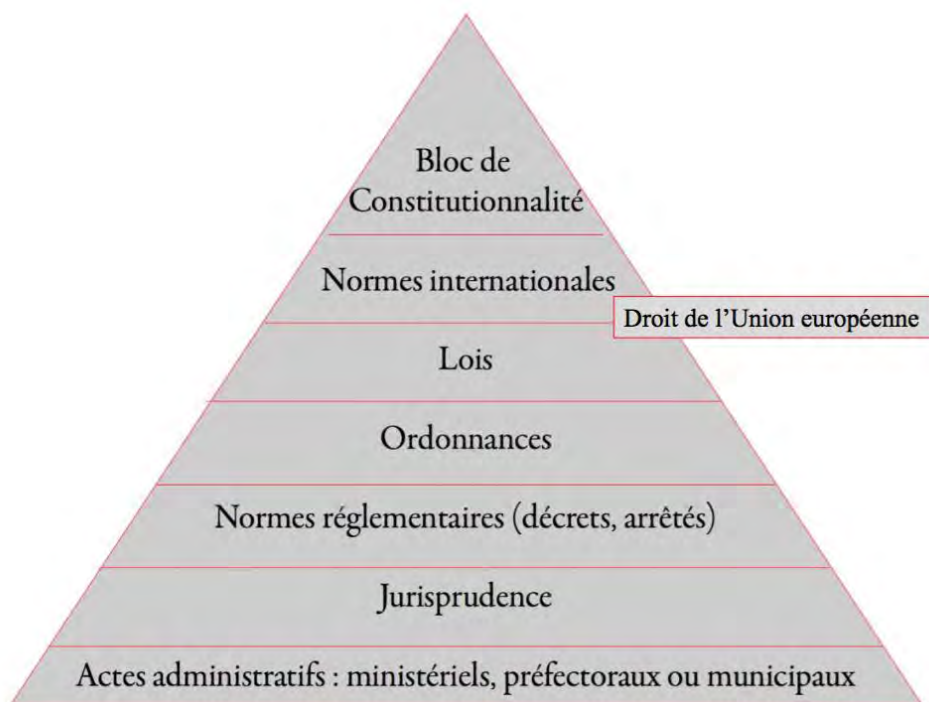 Bloc de
Constitutionnalité
Normes internationales
Droit de l'Union européenne
Lois
Ordonnances
Normes réglementaires (décrets, arrêtés)
Jurisprudence
Actes administratifs : ministériels, préfectoraux ou municipaux